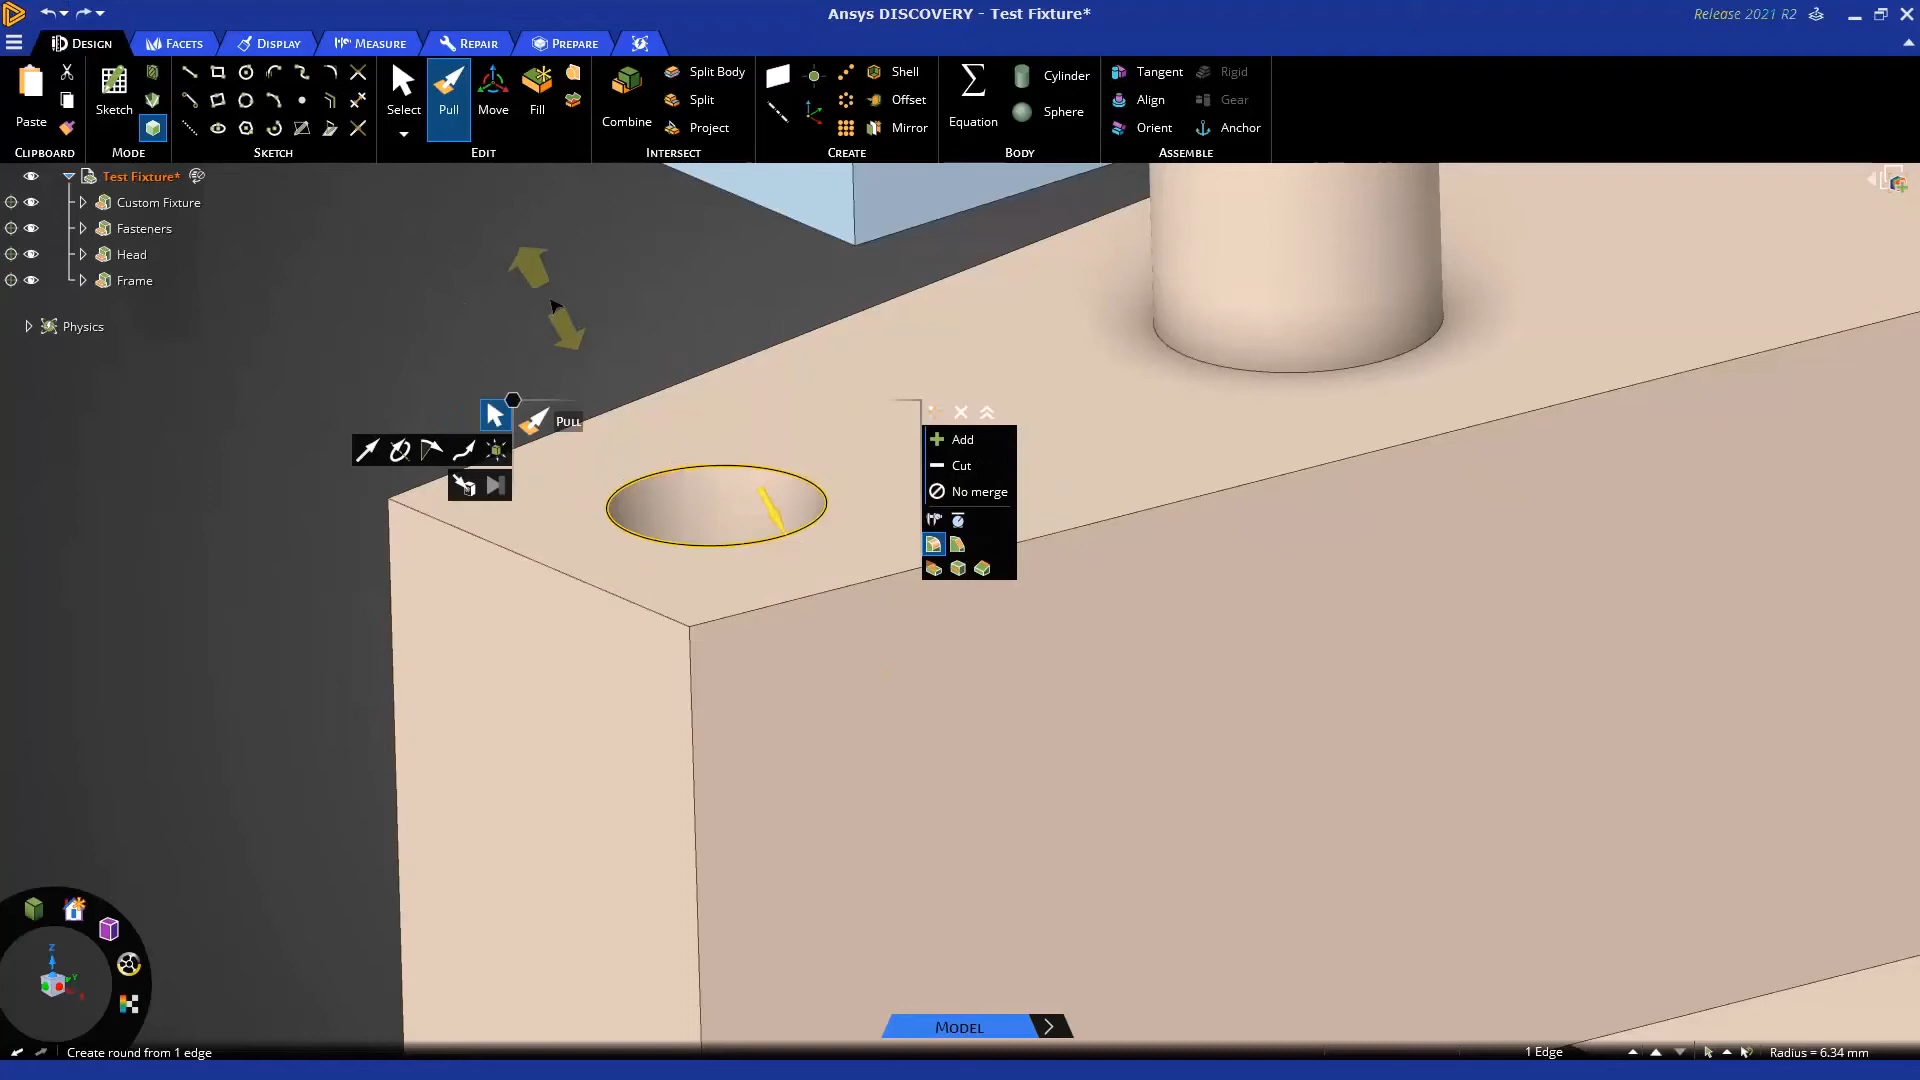 Ansys DISCOVERY - Test Fixture*
Release 2021 R2
DESIGN FACETS DISPLAY MEASURE REPAIR PREPARE
Paste
Sketch
Select Pull Move Fill
Combine
Split Body
Split
Project
Shell
Offset
Mirror
Equation
Cylinder
Sphere
Tangent Rigid
Align Gear
Orient Anchor
CLIPBOARD MODE SKETCH EDIT INTERSECT CREATE BODY ASSEMBLE
Test Fixture*
Custom Fixture
Fasteners
Head
Frame
Physics
PULL
Add
Cut
No merge
Z
Y
X
MODEL
Create round from 1 edge
1 Edge
Radius = 6.34 mm